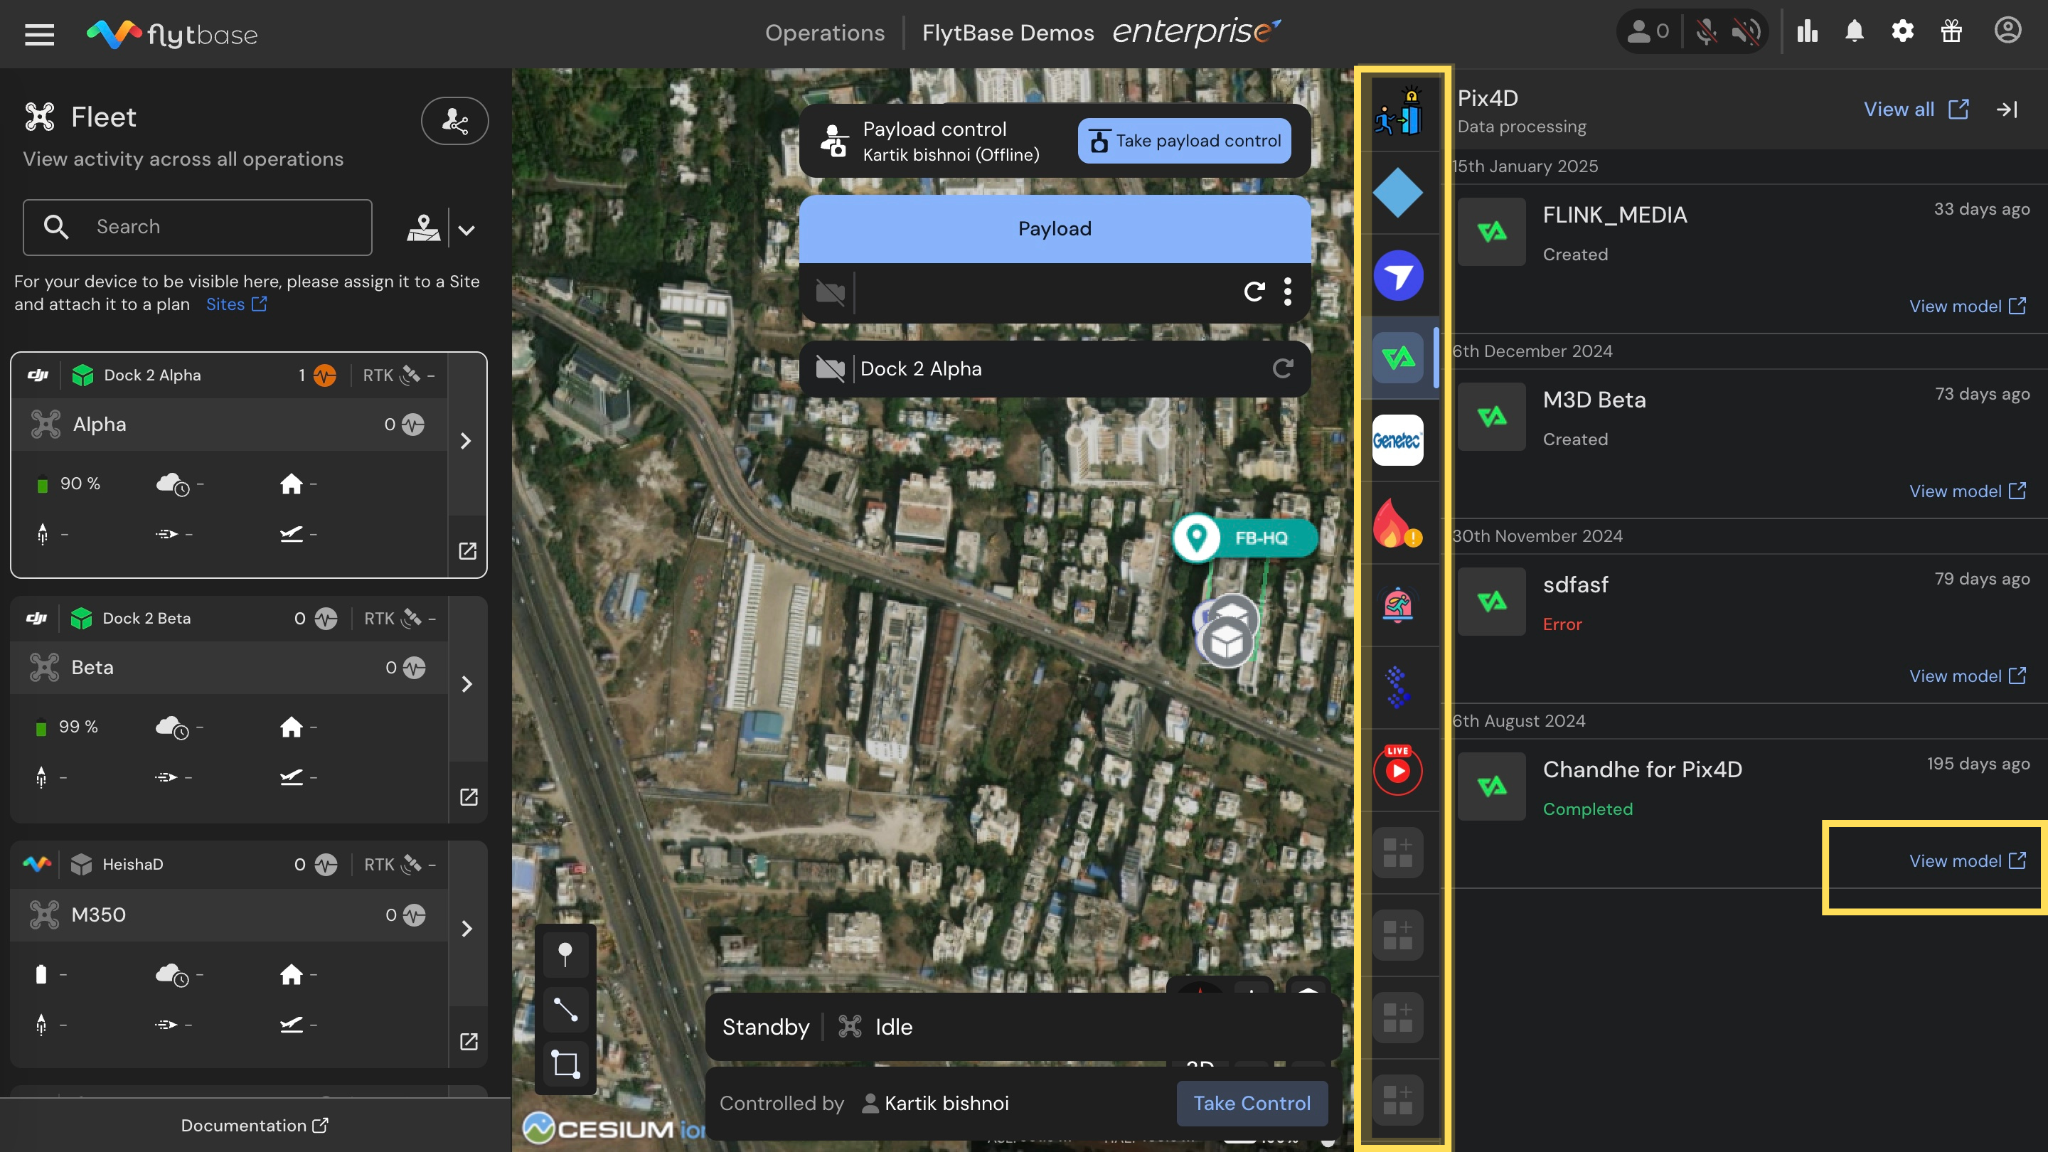 flytbase
Operations
FlytBase Demos enterprise
0
Fleet
View activity across all operations
Search
For your device to be visible here, please assign it to a Site
and attach it to a plan Sites
dji Dock 2 Alpha 1 RTK -
Alpha 0
90 % - -
- - -
dji Dock 2 Beta 0 RTK -
Beta 0
99 % - -
- - -
HeishaD 0 RTK -
M350 0
- - -
- - -
Documentation
Payload control
Kartik bishnoi (Offline)
Take payload control
Payload
Dock 2 Alpha
FB-HQ
Standby Idle
Controlled by Kartik bishnoi
Take Control
CESIUM ion
Genetec
LIVE
Pix4D
Data processing
View all
15th January 2025
FLINK_MEDIA
33 days ago
Created
View model
6th December 2024
M3D Beta
73 days ago
Created
View model
30th November 2024
sdfasf
79 days ago
Error
View model
6th August 2024
Chandhe for Pix4D
195 days ago
Completed
View model